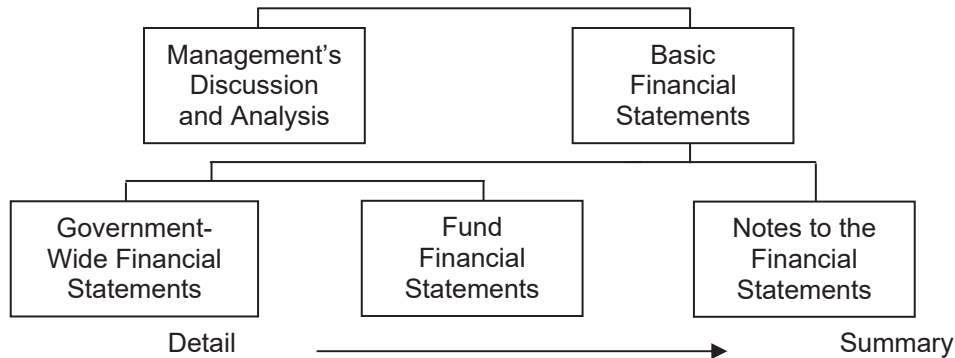 Management’s
Discussion
and Analysis
Basic
Financial
Statements
Government-
Wide Financial
Statements
Fund
Financial
Statements
Notes to the
Financial
Statements
Detail
Summary